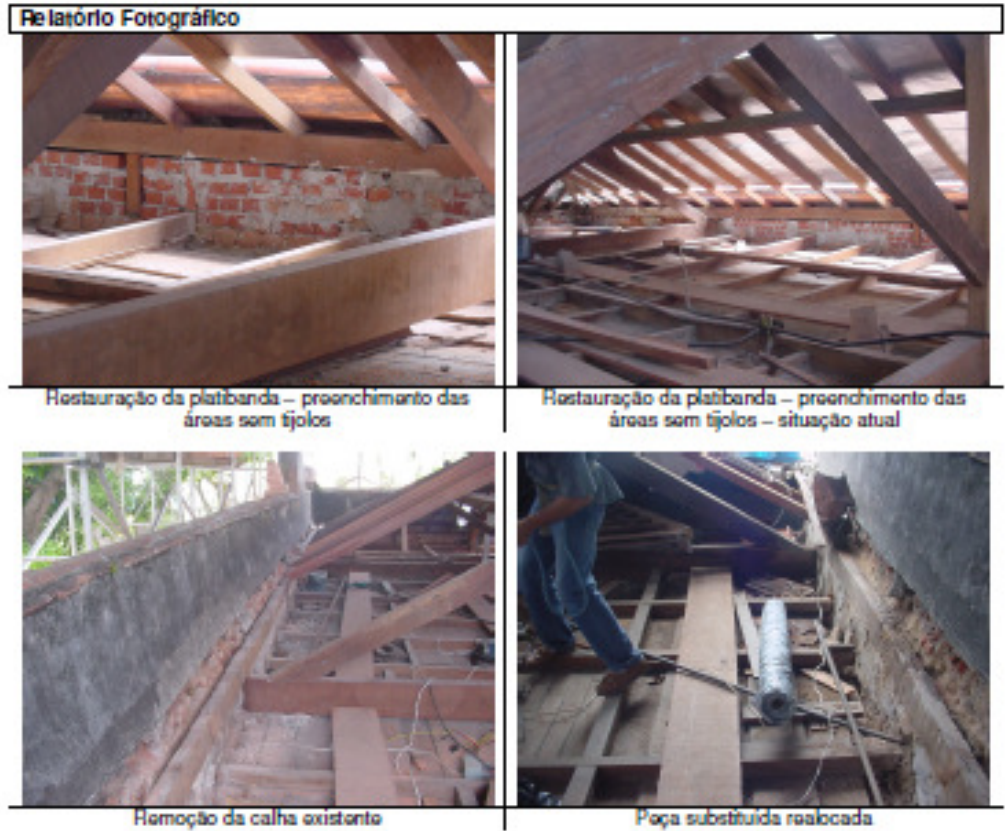 Relatório Fotográfico
Restauração da platibanda – preenchimento das
áreas sem tijolos
Restauração da platibanda – preenchimento das
áreas sem tijolos – situação atual
Remoção da calha existente
Peça substituída realocada